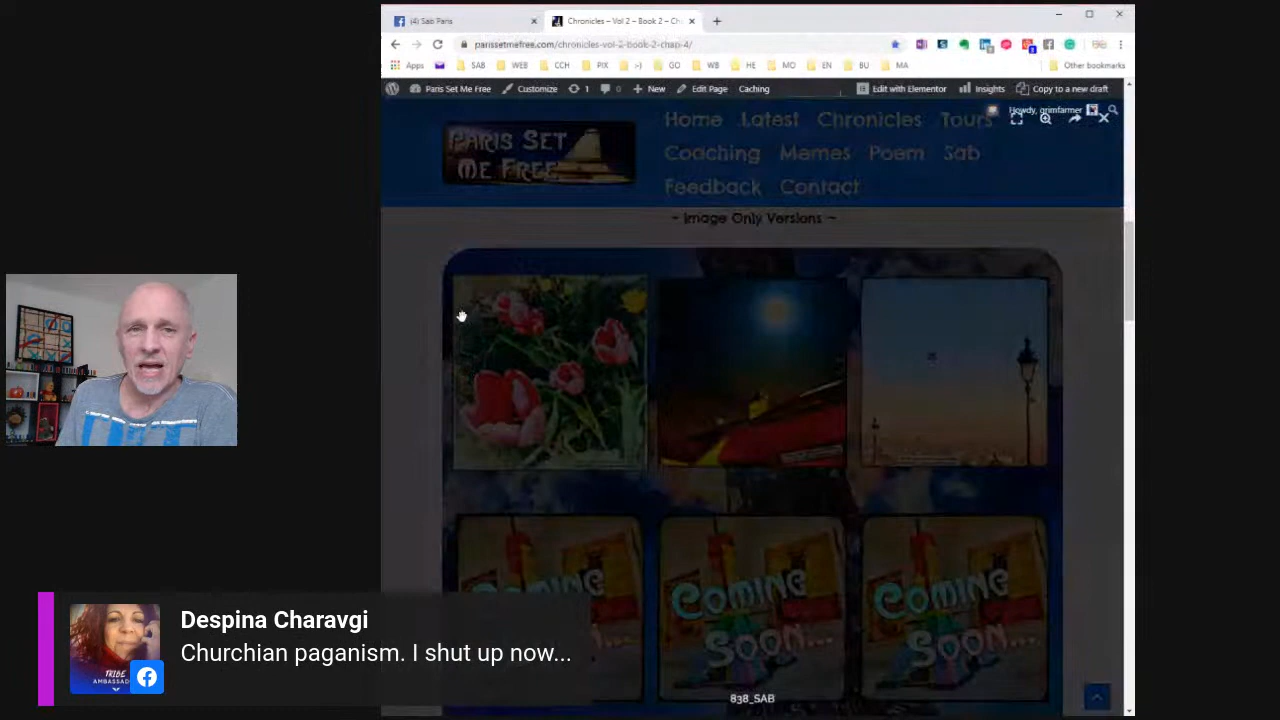 (4) Sab Paris
Chronicles – Vol 2 – Book 2 – Ch
parissetmefree.com/chronicles-vol-2-book-2-chap-4/
Apps SAB WEB CCH PIX :-) GO WB HE MO EN BU MA Other bookmarks
Paris Set Me Free Customize 1 0 New Edit Page Caching Edit with Elementor Insights Copy to a new draft
Howdy, grimfarmer
PARIS SET
ME FREE
Home Latest Chronicles Tours
Coaching Memes Poem Sab
Feedback Contact
~ Image Only Versions ~
COMING COMING
SOON... SOON...
Despina Charavgi
Churchian paganism. I shut up now...
TRIBE
838_SAB